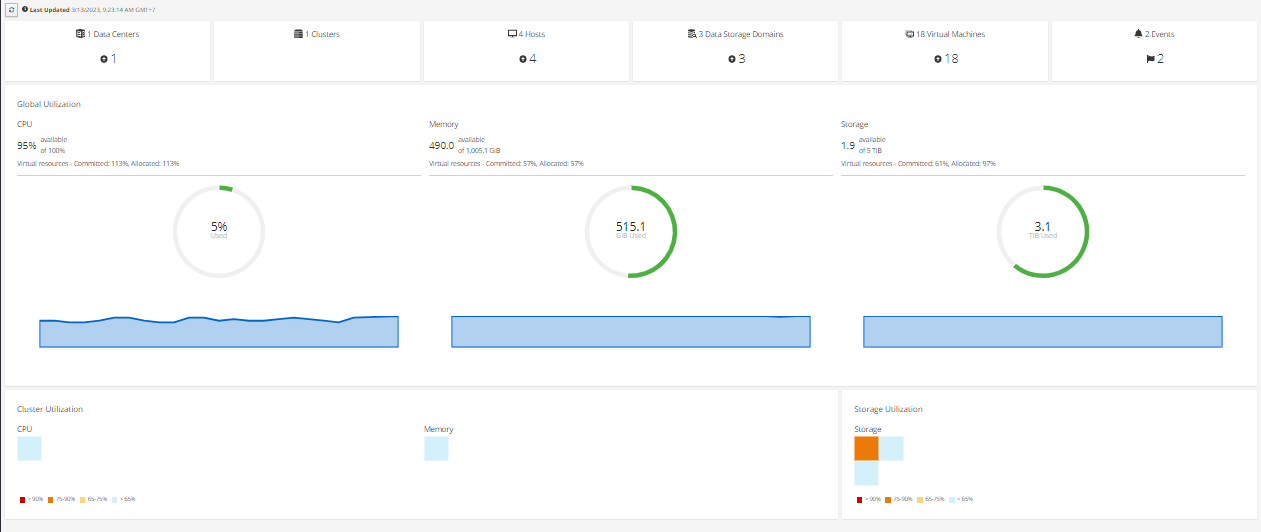 Last Updated 3/13/2023, 9:23:14 AM GMT+7
1 Data Centers
1 Clusters
4 Hosts
3 Data Storage Domains
18 Virtual Machines
2 Events
1
4
3
18
2
Global Utilization
CPU
95% available of 100%
Virtual resources - Committed: 113%, Allocated: 113%
5%
Used
Memory
490.0 available of 1,005.1 GiB
Virtual resources - Committed: 57%, Allocated: 57%
515.1
GiB Used
Storage
1.9 available of 5 TiB
Virtual resources - Committed: 61%, Allocated: 97%
3.1
TiB Used
Cluster Utilization
CPU
Memory
> 90% 75-90% 65-75% < 65%
Storage Utilization
Storage
> 90% 75-90% 65-75% < 65%